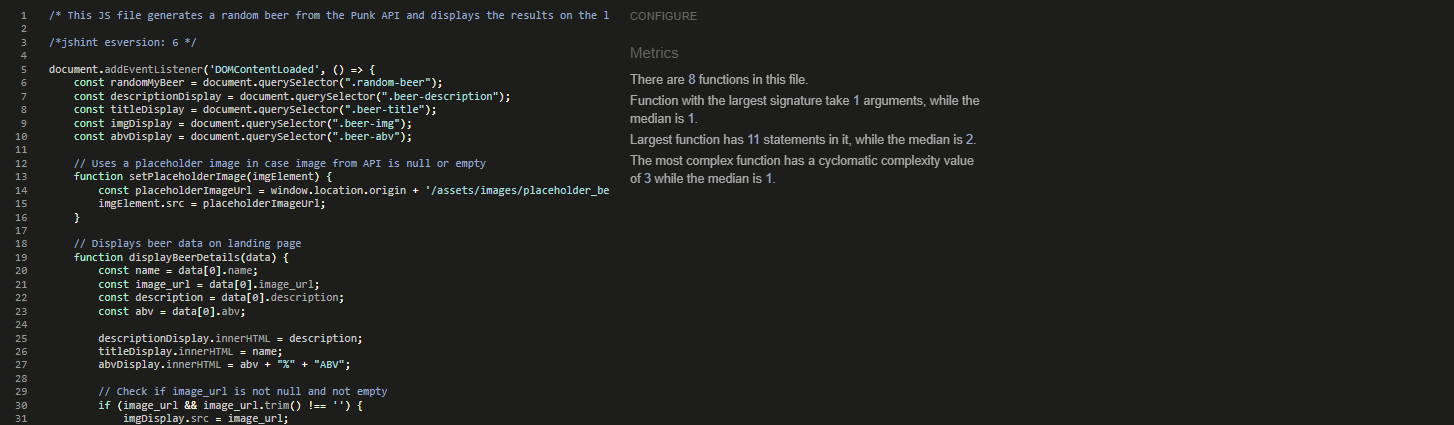 1 /* This JS file generates a random beer from the Punk API and displays the results on the l
2
3 /*jshint esversion: 6 */
4
5 document.addEventListener('DOMContentLoaded', () => {
6     const randomMyBeer = document.querySelector(".random-beer");
7     const descriptionDisplay = document.querySelector(".beer-description");
8     const titleDisplay = document.querySelector(".beer-title");
9     const imgDisplay = document.querySelector(".beer-img");
10     const abvDisplay = document.querySelector(".beer-abv");
11
12     // Uses a placeholder image in case image from API is null or empty
13     function setPlaceholderImage(imgElement) {
14         const placeholderImageUrl = window.location.origin + '/assets/images/placeholder_be
15         imgElement.src = placeholderImageUrl;
16     }
17
18     // Displays beer data on landing page
19     function displayBeerDetails(data) {
20         const name = data[0].name;
21         const image_url = data[0].image_url;
22         const description = data[0].description;
23         const abv = data[0].abv;
24
25         descriptionDisplay.innerHTML = description;
26         titleDisplay.innerHTML = name;
27         abvDisplay.innerHTML = abv + "%" + "ABV";
28
29         // Check if image_url is not null and not empty
30         if (image_url && image_url.trim() !== '') {
31             imgDisplay.src = image_url;
CONFIGURE
Metrics
There are 8 functions in this file.
Function with the largest signature take 1 arguments, while the
median is 1.
Largest function has 11 statements in it, while the median is 2.
The most complex function has a cyclomatic complexity value
of 3 while the median is 1.